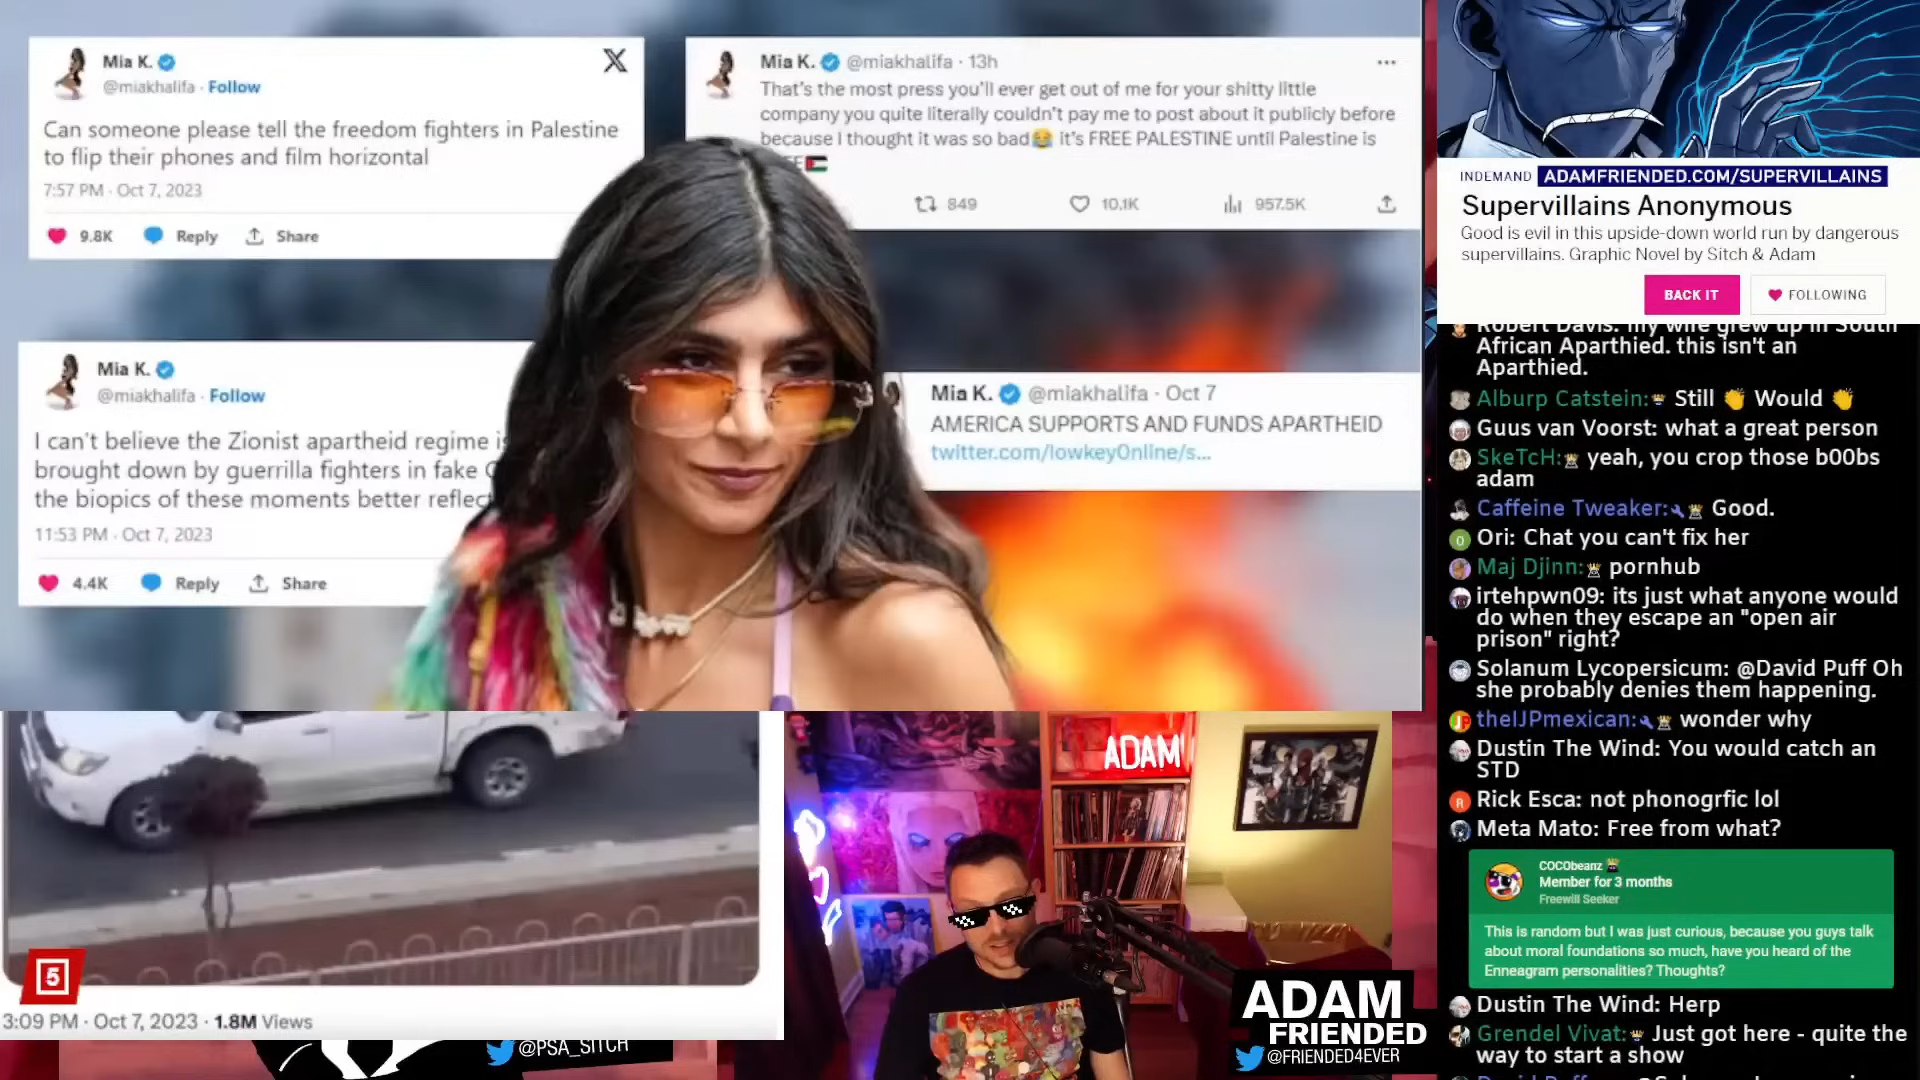 Mia K.
@miakhalifa · Follow
Can someone please tell the freedom fighters in Palestine
to flip their phones and film horizontal
7:57 PM · Oct 7, 2023
9.8K Reply Share
Mia K. @miakhalifa · 13h
That's the most press you'll ever get out of me for your shitty little
company you quite literally couldn't pay me to post about it publicly before
because I thought it was so bad😂 it's FREE PALESTINE until Palestine is
849 10.1K 957.5K
Mia K.
@miakhalifa · Follow
I can't believe the Zionist apartheid regime is
brought down by guerrilla fighters in fake
the biopics of these moments better reflect
11:53 PM · Oct 7, 2023
4.4K Reply Share
Mia K. @miakhalifa · Oct 7
AMERICA SUPPORTS AND FUNDS APARTHEID
twitter.com/lowkey0nline/s...
5
3:09 PM · Oct 7, 2023 · 1.8M Views
@PSA_SITCH
ADAM
ADAM
FRIENDED
@FRIENDED4EVER
INDEMAND ADAMFRIENDED.COM/SUPERVILLAINS
Supervillains Anonymous
Good is evil in this upside-down world run by dangerous
supervillains. Graphic Novel by Sitch & Adam
BACK IT FOLLOWING
Robert Davis: my wife grew up in South
African Aparthied. this isn't an
Aparthied.
Alburp Catstein: Still 👏 Would 👏
Guus van Voorst: what a great person
SkeTcH: yeah, you crop those b00bs
adam
Caffeine Tweaker: Good.
O
Ori: Chat you can't fix her
Maj Djinn: pornhub
irtehpwn09: its just what anyone would
do when they escape an "open air
prison" right?
Solanum Lycopersicum: @David Puff Oh
she probably denies them happening.
theIJPmexican: wonder why
Dustin The Wind: You would catch an
STD
R
Rick Esca: not phonogrfic lol
Meta Mato: Free from what?
COCObeanz
Member for 3 months
Freewill Seeker
This is random but I was just curious, because you guys talk
about moral foundations so much, have you heard of the
Enneagram personalities? Thoughts?
Dustin The Wind: Herp
Grendel Vivat: Just got here - quite the
way to start a show